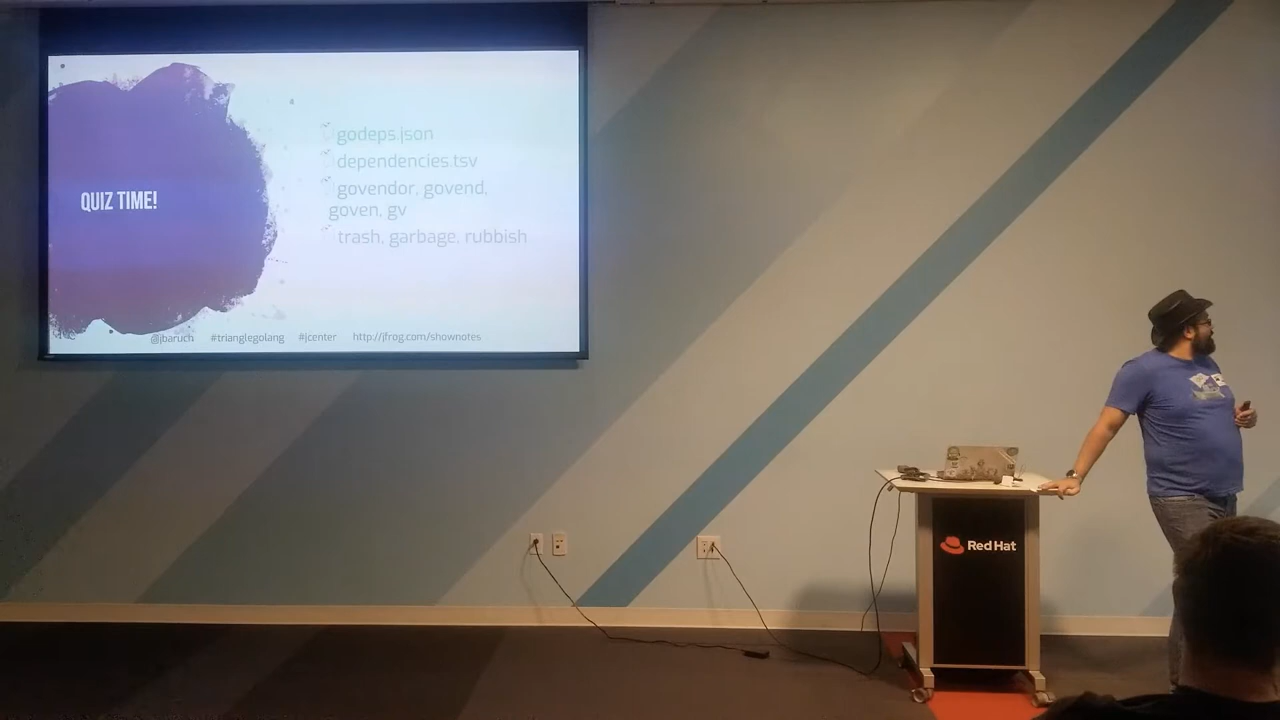 QUIZ TIME!
godeps.json
dependencies.tsv
govendor, govend,
goven, gv
trash, garbage, rubbish
@jbaruch #trianglegolang #jcenter http://jfrog.com/shownotes
Red Hat